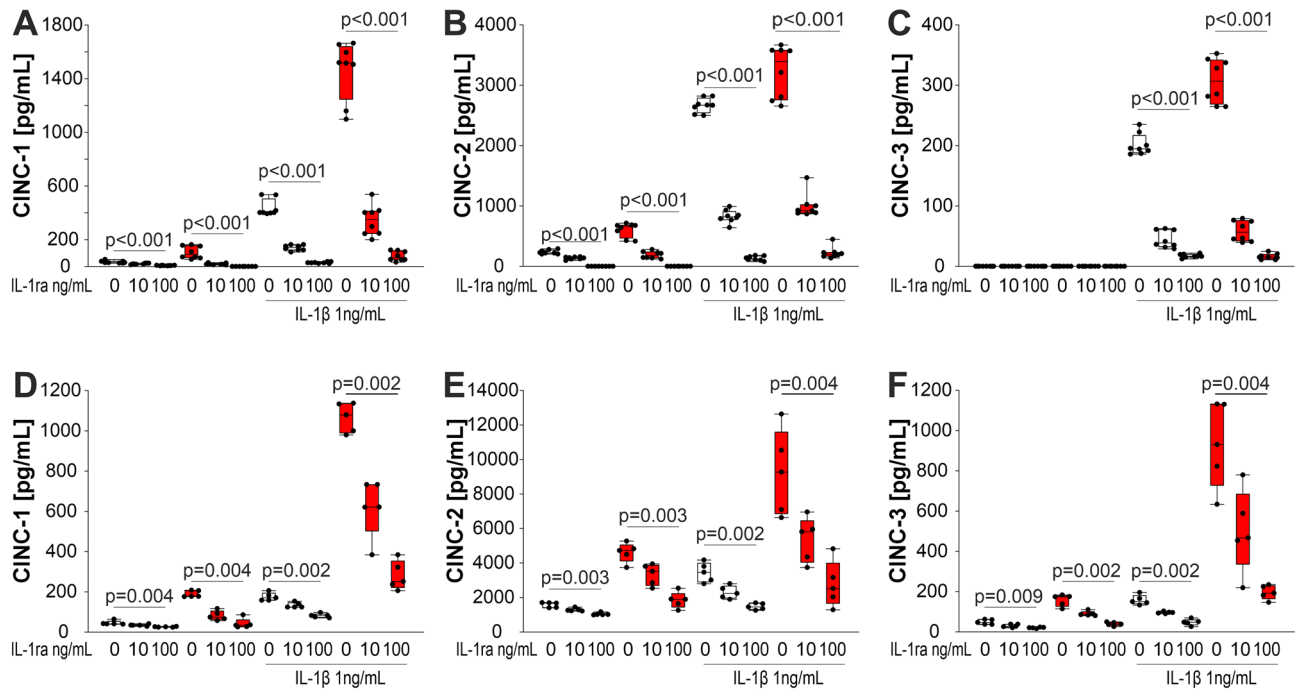 A
CINC-1 [pg/mL]
1800
1400
1000
600
200
0
p<0.001
p<0.001
p<0.001
p<0.001
IL-1ra ng/mL 0 10 100 0 10 100 0 10 100 0 10 100
IL-1β 1ng/mL
B
CINC-2 [pg/mL]
4000
3000
2000
1000
0
p<0.001
p<0.001
p<0.001
p<0.001
IL-1ra ng/mL 0 10 100 0 10 100 0 10 100 0 10 100
IL-1β 1ng/mL
C
CINC-3 [pg/mL]
400
300
200
100
0
p<0.001
p<0.001
IL-1ra ng/mL 0 10 100 0 10 100 0 10 100 0 10 100
IL-1β 1ng/mL
D
CINC-1 [pg/mL]
1200
1000
800
600
400
200
0
p=0.004
p=0.004
p=0.002
p=0.002
IL-1ra ng/mL 0 10 100 0 10 100 0 10 100 0 10 100
IL-1β 1ng/mL
E
CINC-2 [pg/mL]
14000
12000
10000
8000
6000
4000
2000
0
p=0.003
p=0.003
p=0.002
p=0.004
IL-1ra ng/mL 0 10 100 0 10 100 0 10 100 0 10 100
IL-1β 1ng/mL
F
CINC-3 [pg/mL]
1200
1000
800
600
400
200
0
p=0.009
p=0.002
p=0.002
p=0.004
IL-1ra ng/mL 0 10 100 0 10 100 0 10 100 0 10 100
IL-1β 1ng/mL